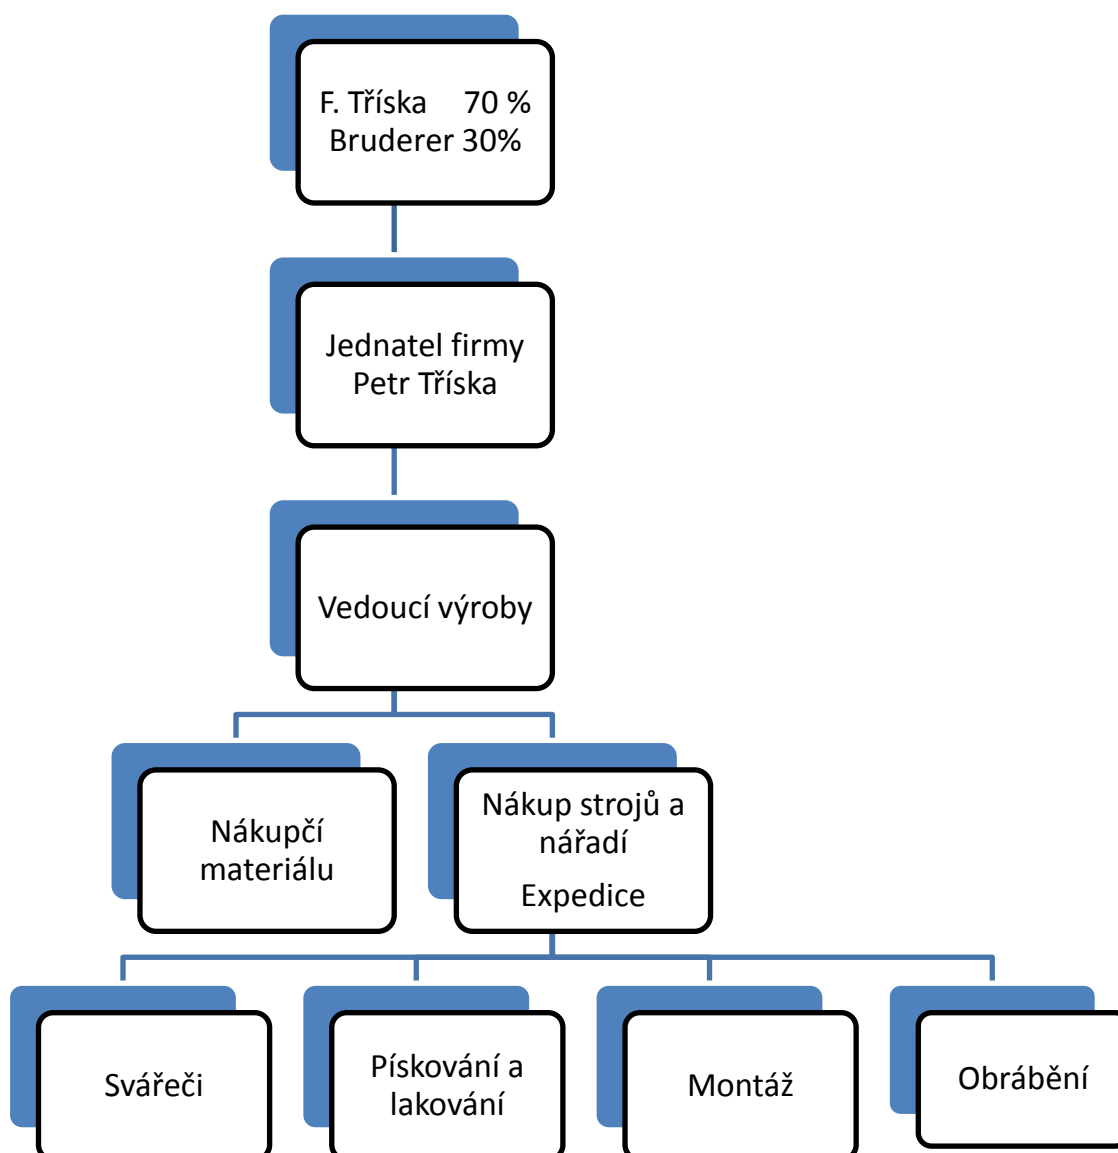 F. Tříska 70 %
Bruderer 30%
Jednatel firmy
Petr Tříska
Vedoucí výroby
Nákupčí
materiálu
Nákup strojů a
nářadí
Expedice
Svářeči
Pískování a
lakování
Montáž
Obrábění